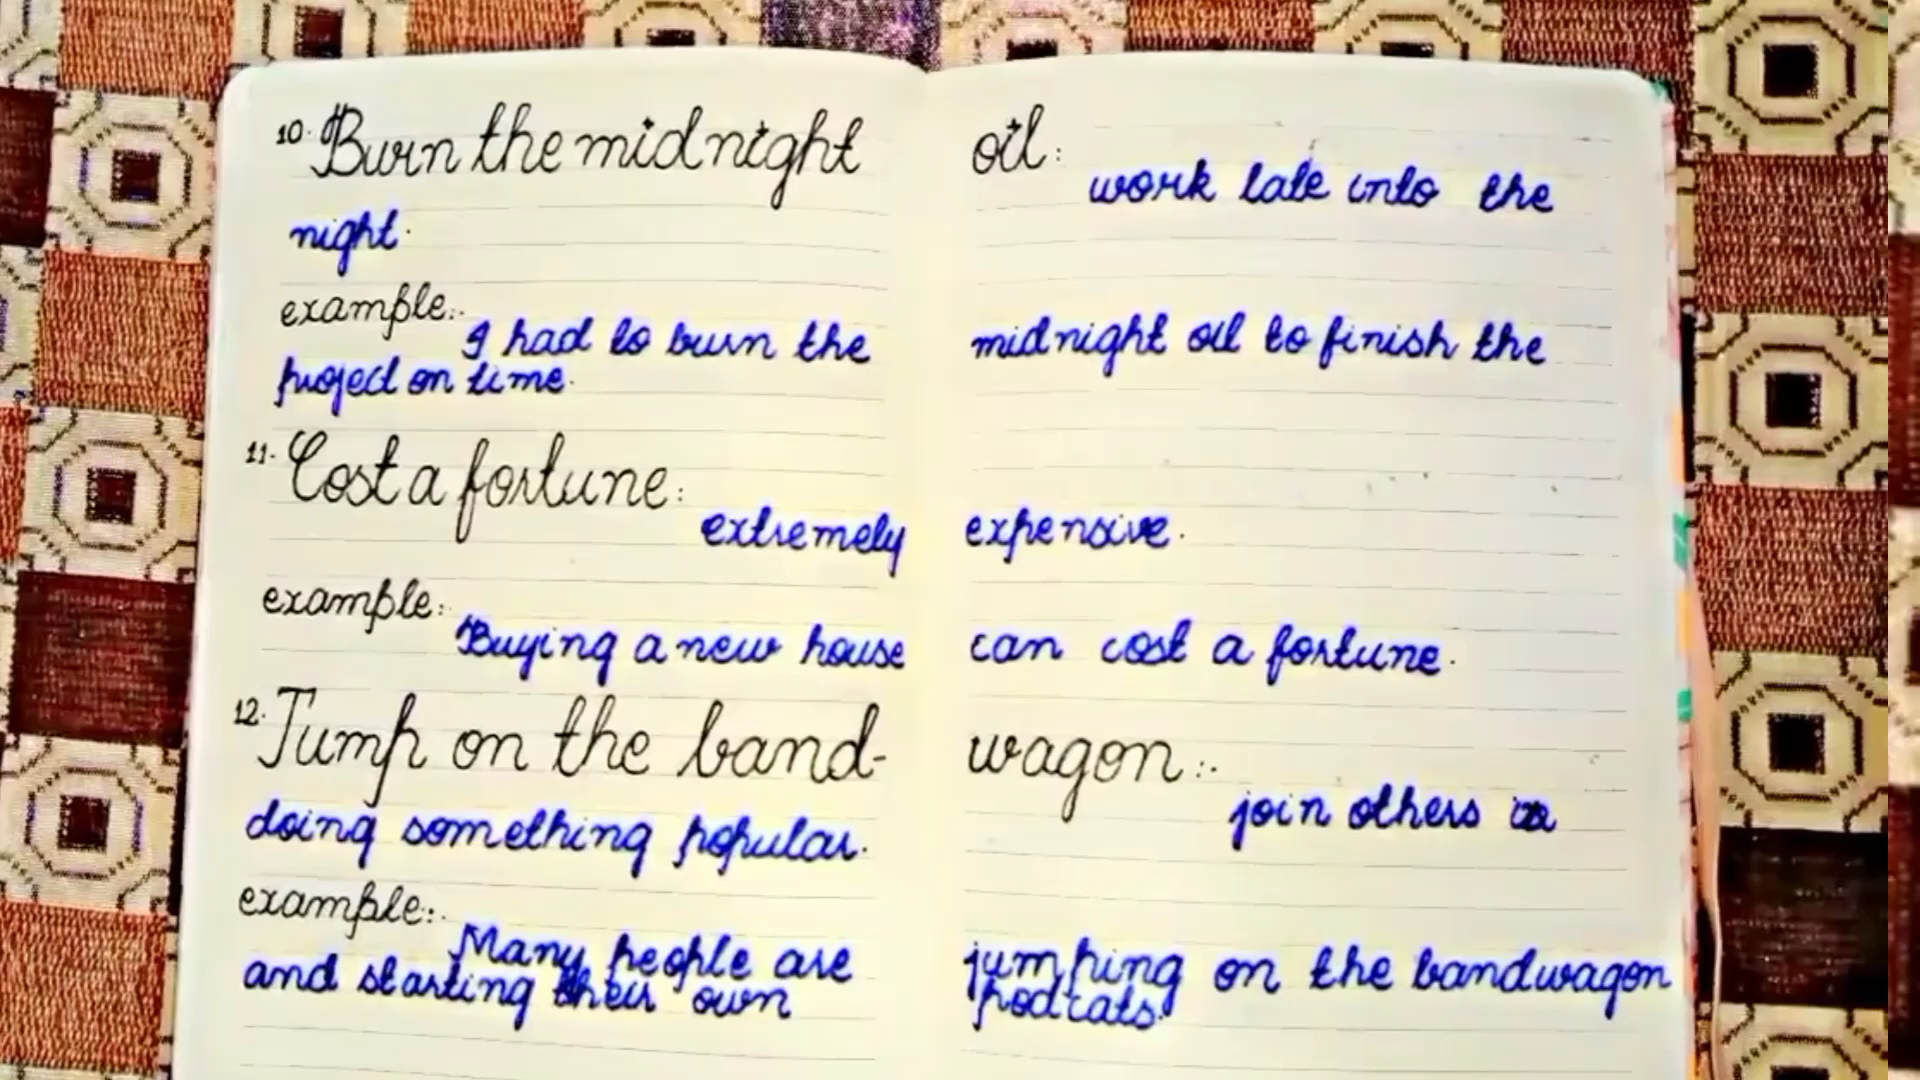 10. Burn the midnight oil:
work late into the
night.
example:- I had to burn the midnight oil to finish the
project on time.
11. Cost a fortune:
extremely expensive.
example:
Buying a new house can cost a fortune.
12. Jump on the band-wagon:-
join others
doing something popular.
example:-
Many people are jumping on the bandwagon
and starting their own podcats.